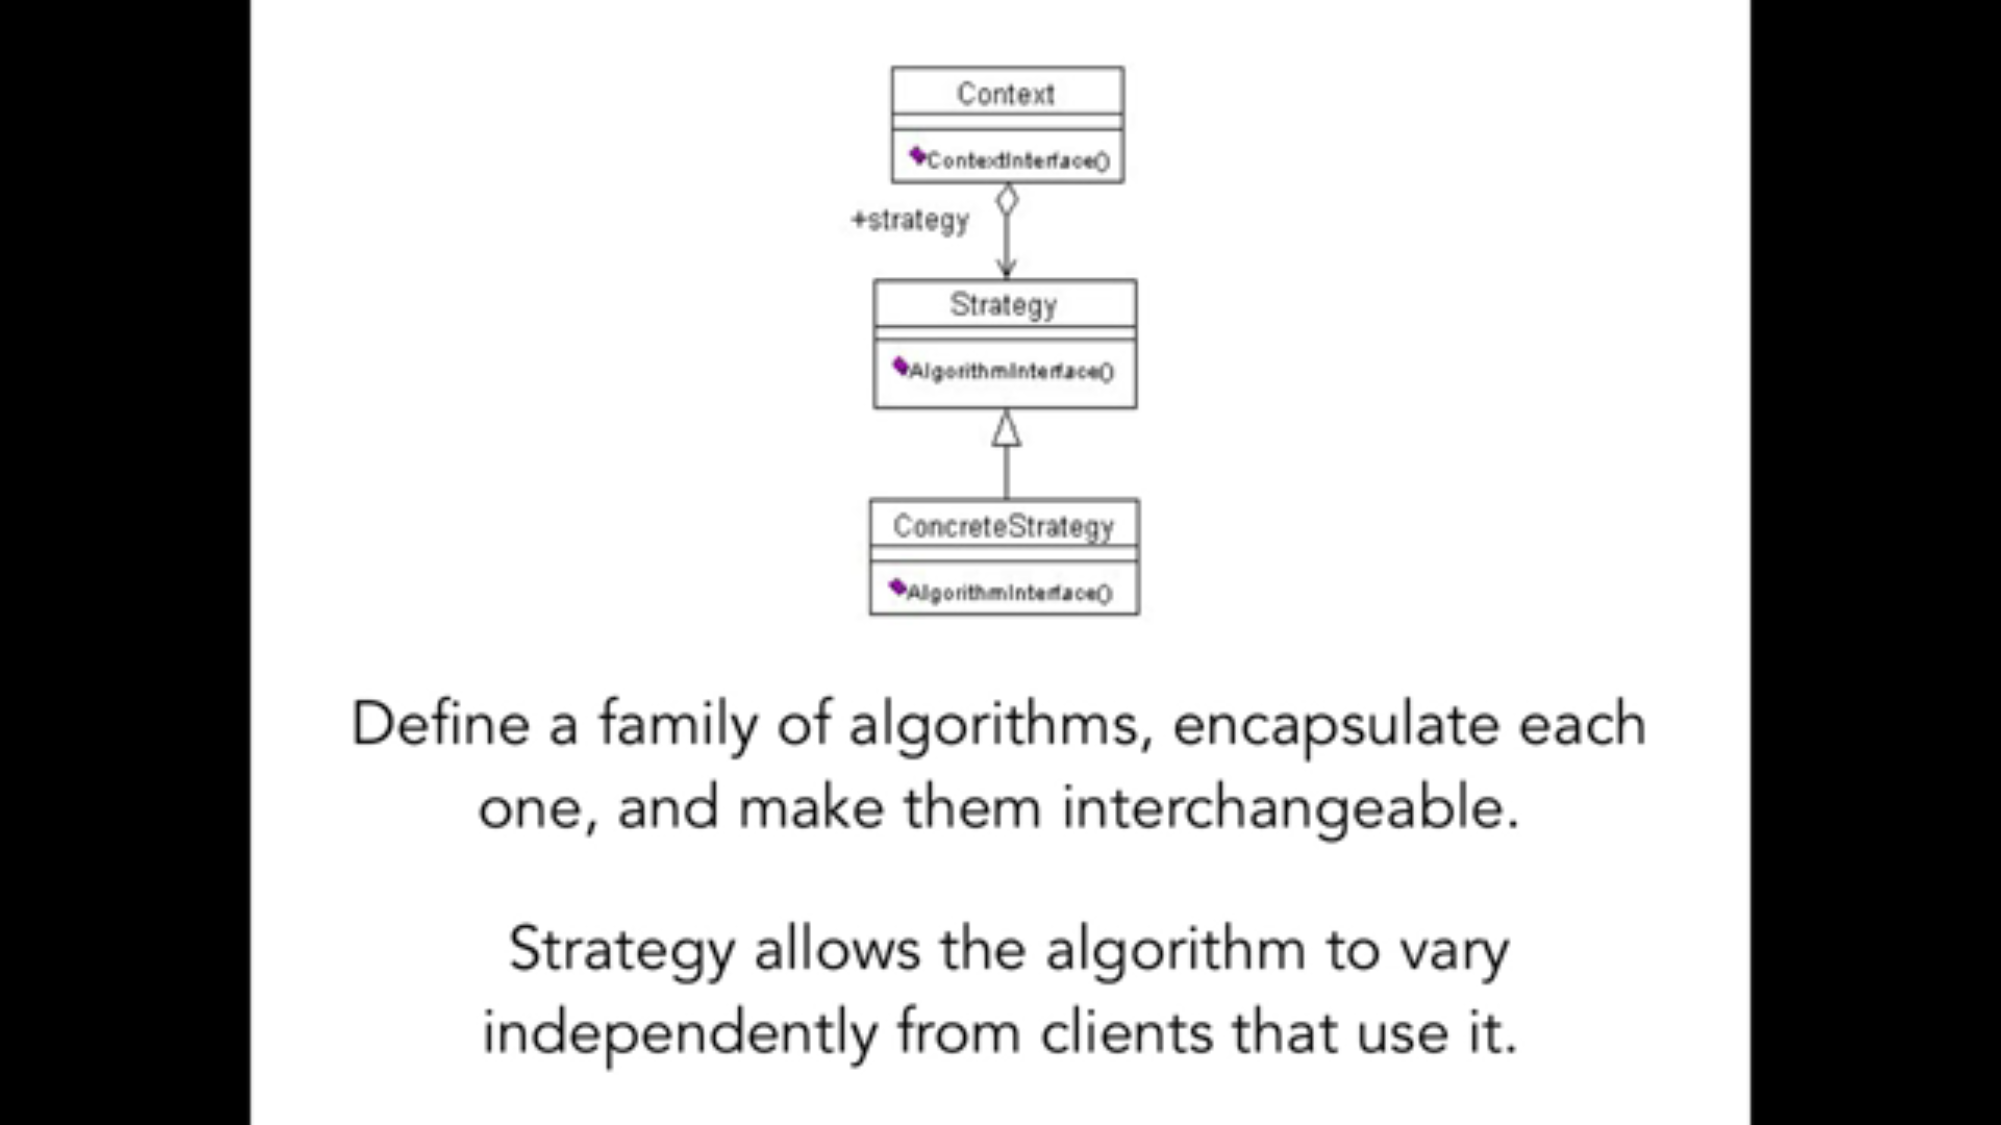 Context
ContextInterface()
+strategy
Strategy
AlgorithmInterface()
ConcreteStrategy
AlgorithmInterface()
Define a family of algorithms, encapsulate each
one, and make them interchangeable.
Strategy allows the algorithm to vary
independently from clients that use it.